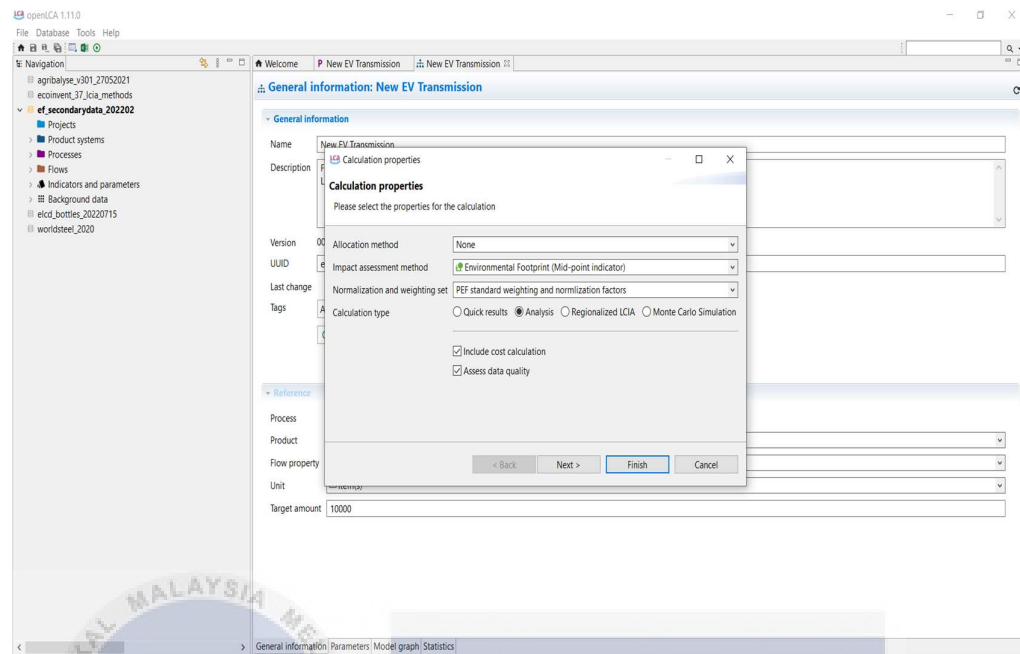 openLCA 1.11.0
File Database Tools Help
Navigation
Welcome
New EV Transmission
New EV Transmission
agribalyse_v301_27052021
ecoinvent_37_lcia_methods
ef_secondarydata_202202
Projects
Product systems
Processes
Flows
Indicators and parameters
Background data
elcd_bottles_20220715
worldsteel_2020
General information: New EV Transmission
General information
Name New EV Transmission
Description
Version 00
UUID e
Last change
Tags A
Calculation properties
Calculation properties
Please select the properties for the calculation
Allocation method None
Impact assessment method Environmental Footprint (Mid-point indicator)
Normalization and weighting set PEF standard weighting and normlization factors
Calculation type Quick results Analysis Regionalized LCIA Monte Carlo Simulation
Include cost calculation
Assess data quality
< Back Next > Finish Cancel
Reference
Process
Product
Flow property
Unit Item(s)
Target amount 10000
General information Parameters Model graph Statistics
MALAYSIA